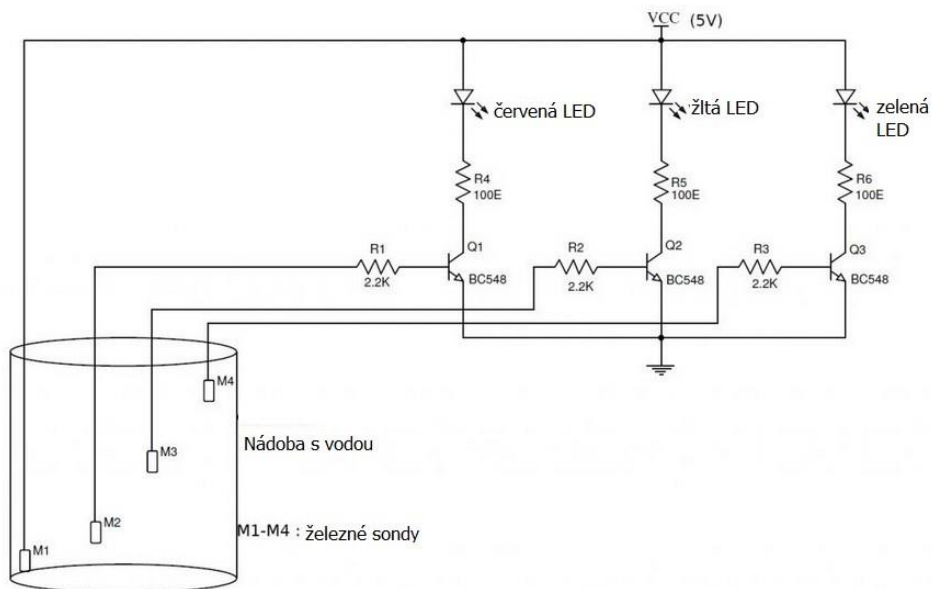 VCC (5V)
červená LED
žltá LED
zelená
LED
R4
100E
R5
100E
R6
100E
R1
2.2K
Q1
BC548
R2
2.2K
Q2
BC548
R3
2.2K
Q3
BC548
M4
M3
Nádoba s vodou
M2
M1-M4 : železné sondy
M1